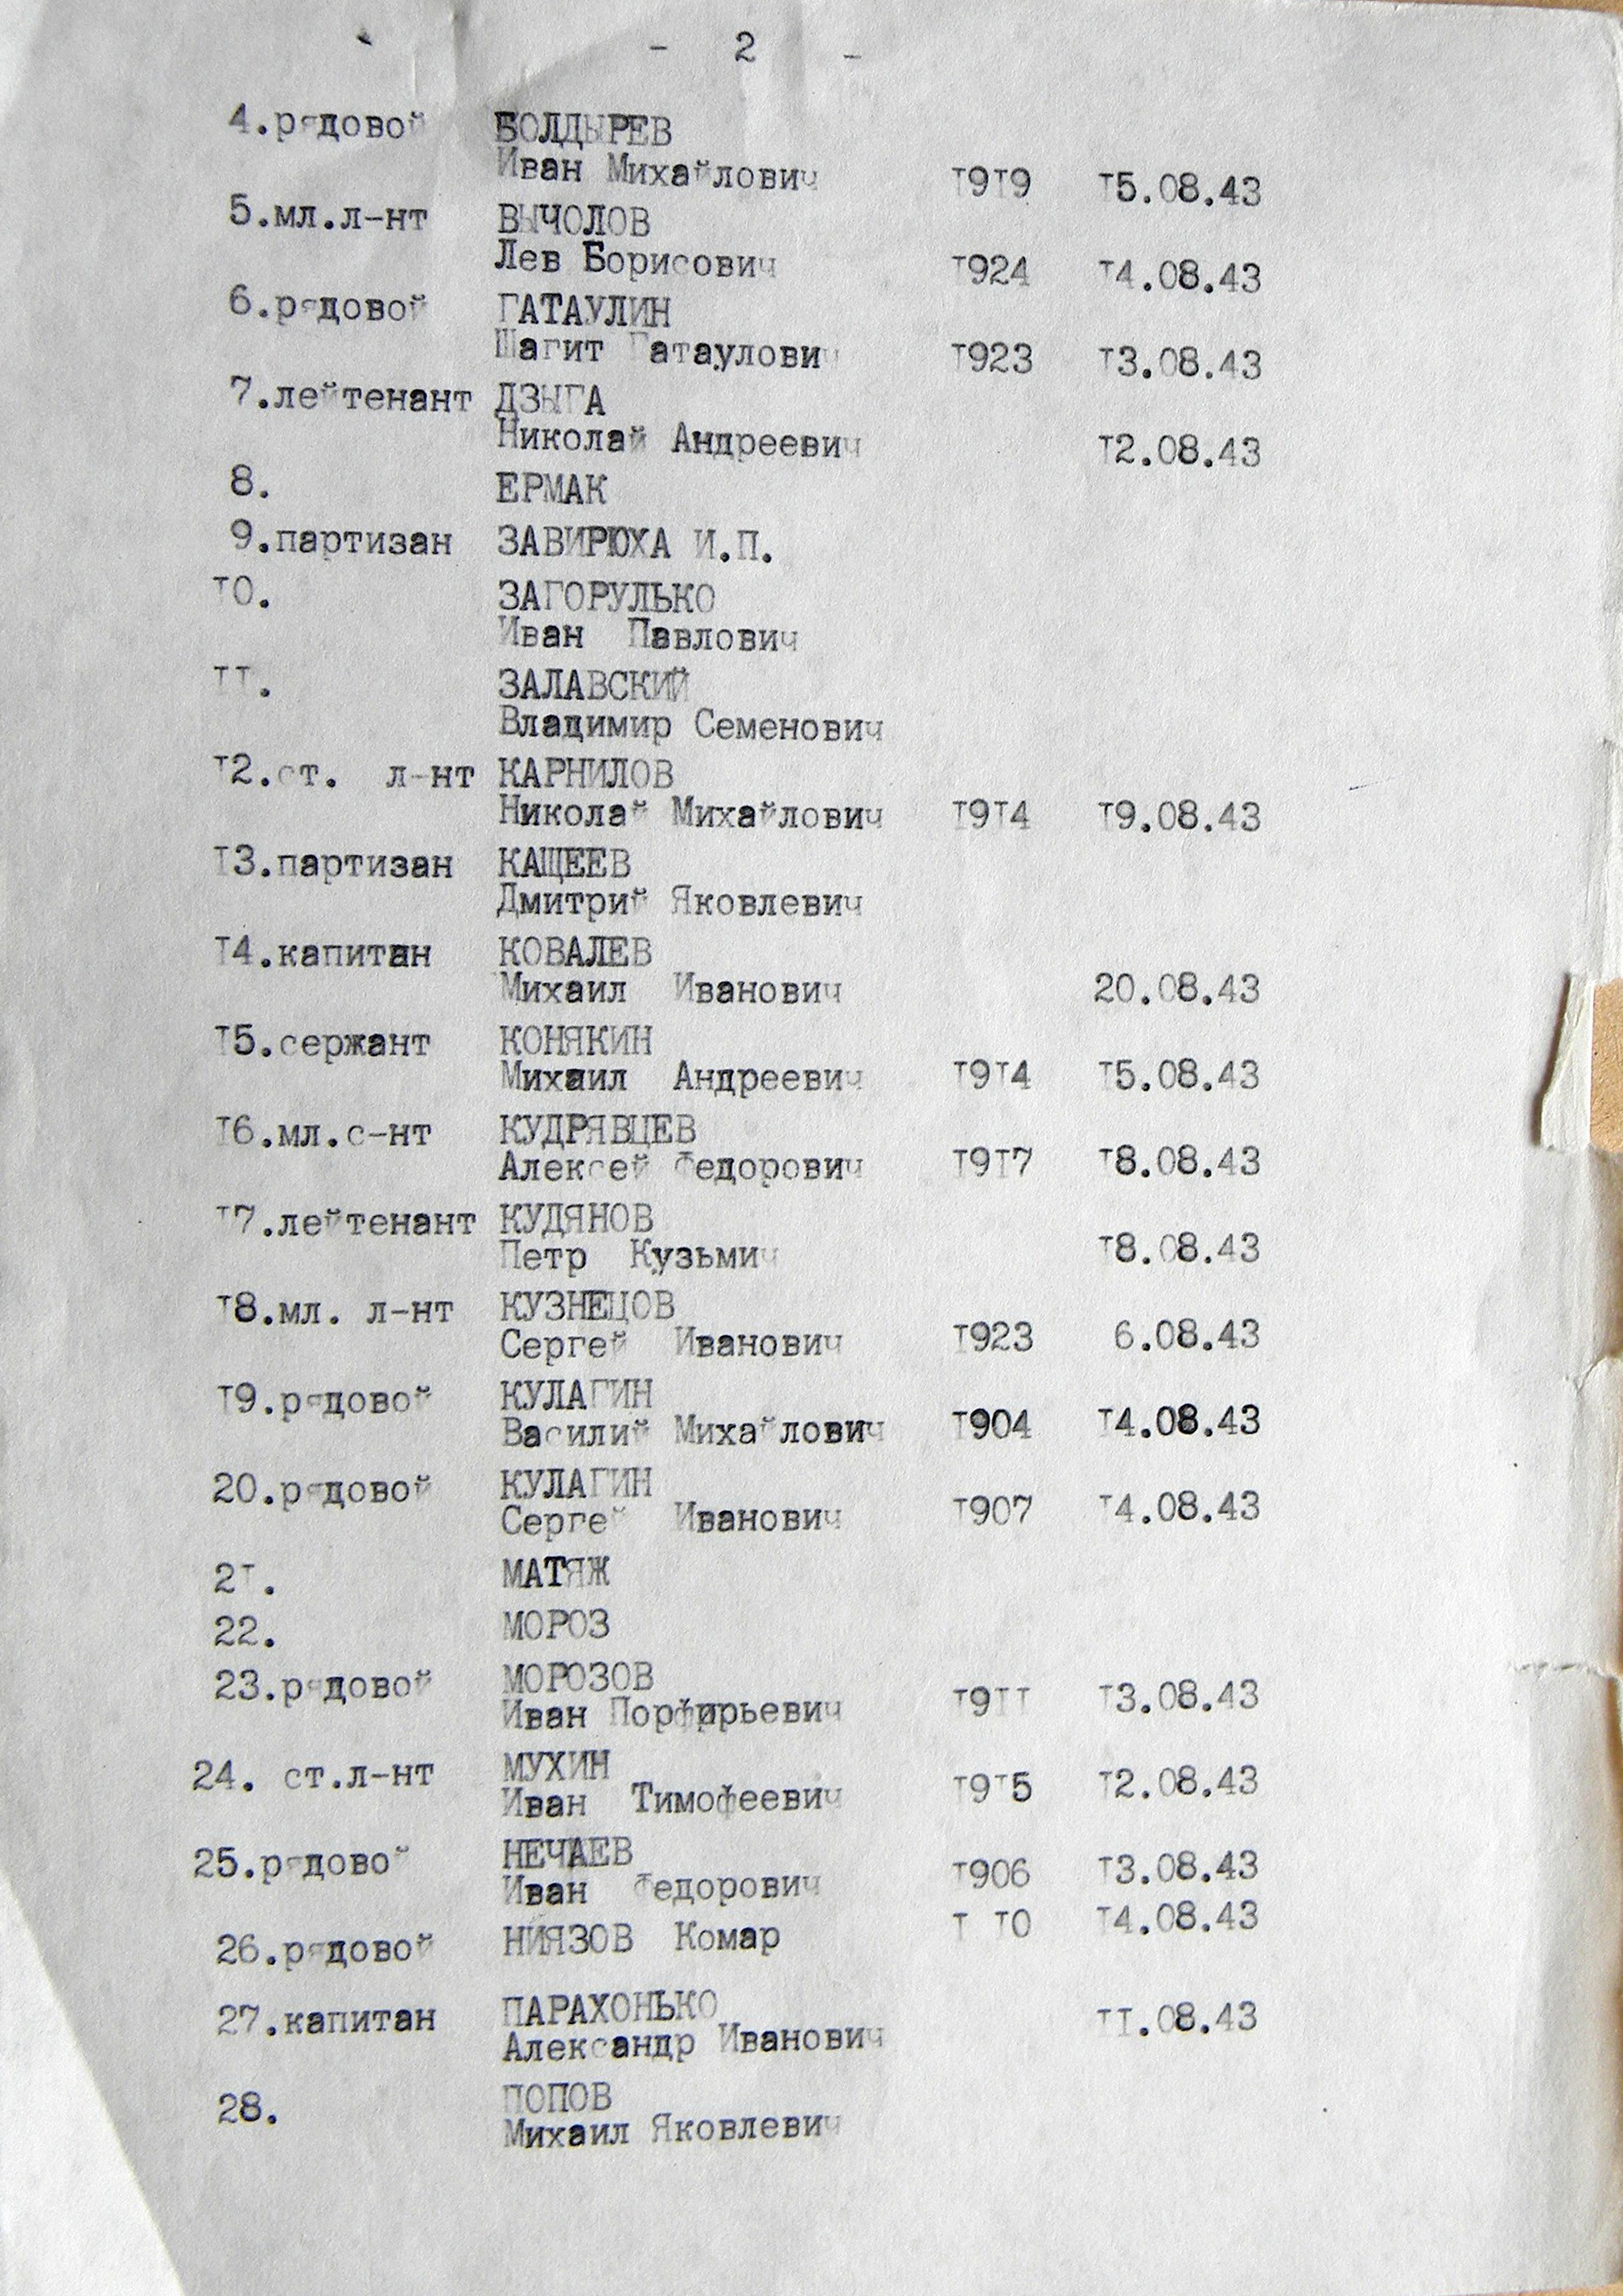 - 2 -
4.рядовой БОЛДЫРЕВ
Иван Михайлович 1919 15.08.43
5.мл.л-нт ВЫЧОЛОВ
Лев Борисович 1924 14.08.43
6.рядовой ГАТАУЛИН
Шагит Гатаулович 1923 13.08.43
7.лейтенант ДЗЫГА
Николай Андреевич 12.08.43
8. ЕРМАК
9.партизан ЗАВИРЮХА И.П.
10. ЗАГОРУЛЬКО
Иван Павлович
11. ЗАЛАВСКИЙ
Владимир Семенович
12.ст. л-нт КАРНИЛОВ
Николай Михайлович 1914 19.08.43
13.партизан КАЩЕЕВ
Дмитрий Яковлевич
14.капитан КОВАЛЕВ
Михаил Иванович 20.08.43
15.сержант КОНЯКИН
Михаил Андреевич 1914 15.08.43
16.мл.с-нт КУДРЯВЦЕВ
Алексей Федорович 1917 18.08.43
17.лейтенант КУДЯНОВ
Петр Кузьмич 18.08.43
18.мл. л-нт КУЗНЕЦОВ
Сергей Иванович 1923 6.08.43
19.рядовой КУЛАГИН
Василий Михайлович 1904 14.08.43
20.рядовой КУЛАГИН
Сергей Иванович 1907 14.08.43
21. МАТЯЖ
22. МОРОЗ
23.рядовой МОРОЗОВ
Иван Порфирьевич 1911 13.08.43
24. ст.л-нт МУХИН
Иван Тимофеевич 1915 12.08.43
25.рядовой НЕЧАЕВ
Иван Федорович 1906 13.08.43
26.рядовой НИЯЗОВ Комар 1 10 14.08.43
27.капитан ПАРАХОНЬКО 11.08.43
Александр Иванович
28. ПОПОВ
Михаил Яковлевич